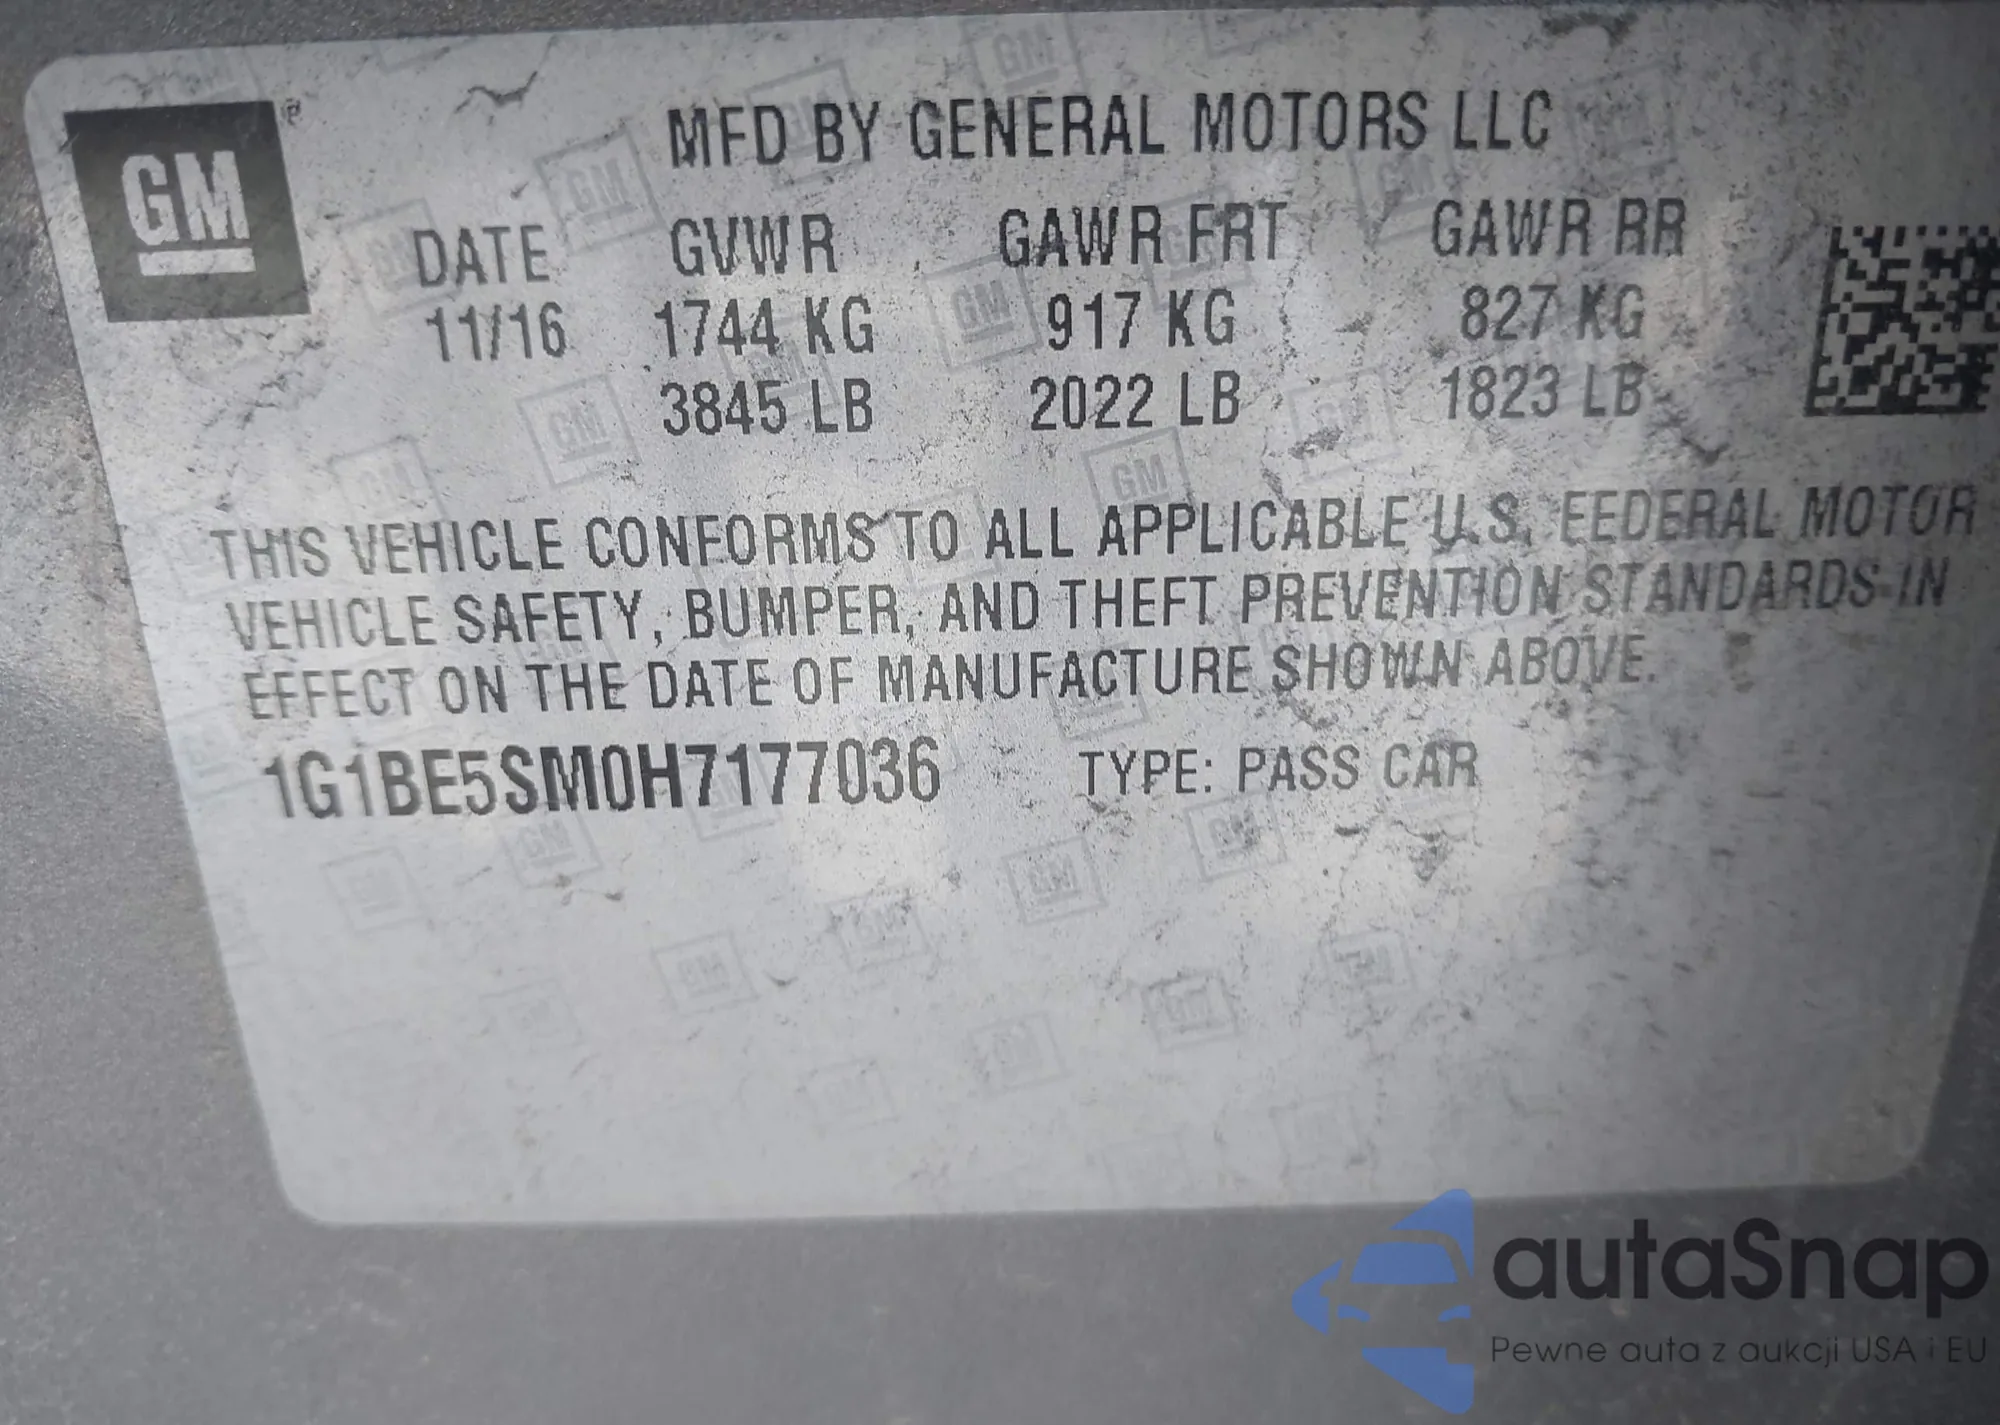 GM
MFD BY GENERAL MOTORS LLC
DATE GVWR GAWR FRT GAWR RR
11/16 1744 KG 917 KG 827 KG
3845 LB 2022 LB 1823 LB
THIS VEHICLE CONFORMS TO ALL APPLICABLE U.S. FEDERAL MOTOR
VEHICLE SAFETY, BUMPER, AND THEFT PREVENTION STANDARDS IN
EFFECT ON THE DATE OF MANUFACTURE SHOWN ABOVE.
1G1BE5SM0H7177036 TYPE: PASS CAR
autaSnap
Pewne auta z aukcji USA i EU